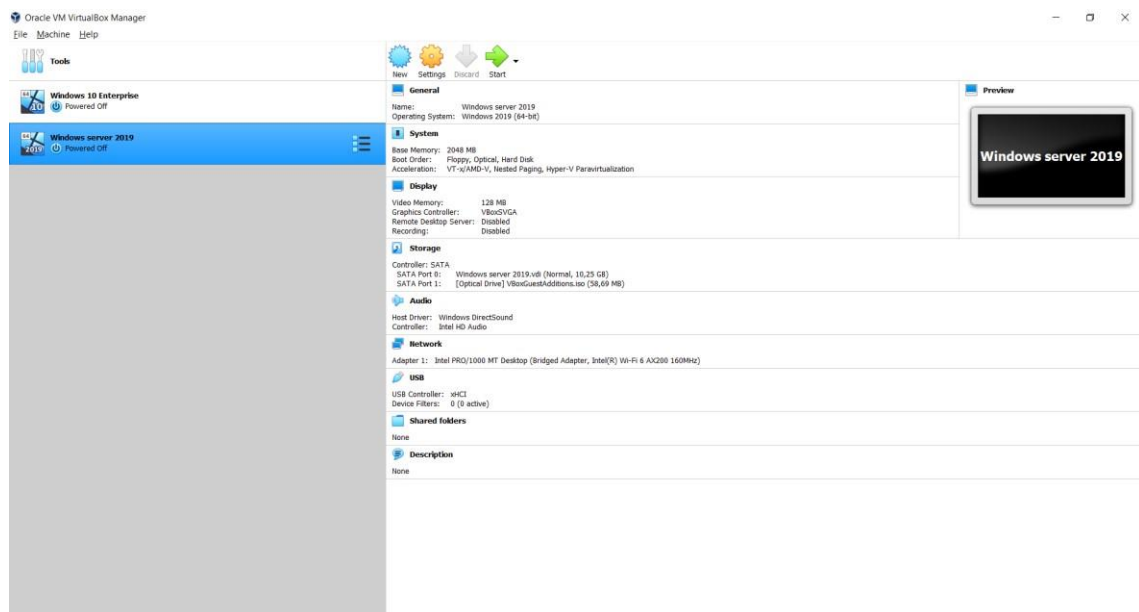 Oracle VM VirtualBox Manager
File Machine Help
Tools
New Settings Discard Start
64
10
Windows 10 Enterprise
Powered Off
64
2019
Windows server 2019
Powered Off
General
Name: Windows server 2019
Operating System: Windows 2019 (64-bit)
Preview
Windows server 2019
System
Base Memory: 2048 MB
Boot Order: Floppy, Optical, Hard Disk
Acceleration: VT-x/AMD-V, Nested Paging, Hyper-V Paravirtualization
Display
Video Memory: 128 MB
Graphics Controller: VBoxSVGA
Remote Desktop Server: Disabled
Recording: Disabled
Storage
Controller: SATA
SATA Port 0: Windows server 2019.vdi (Normal, 10,25 GB)
SATA Port 1: [Optical Drive] VBoxGuestAdditions.iso (58,69 MB)
Audio
Host Driver: Windows DirectSound
Controller: Intel HD Audio
Network
Adapter 1: Intel PRO/1000 MT Desktop (Bridged Adapter, Intel(R) Wi-Fi 6 AX200 160MHz)
USB
USB Controller: xHCI
Device Filters: 0 (0 active)
Shared folders
None
Description
None